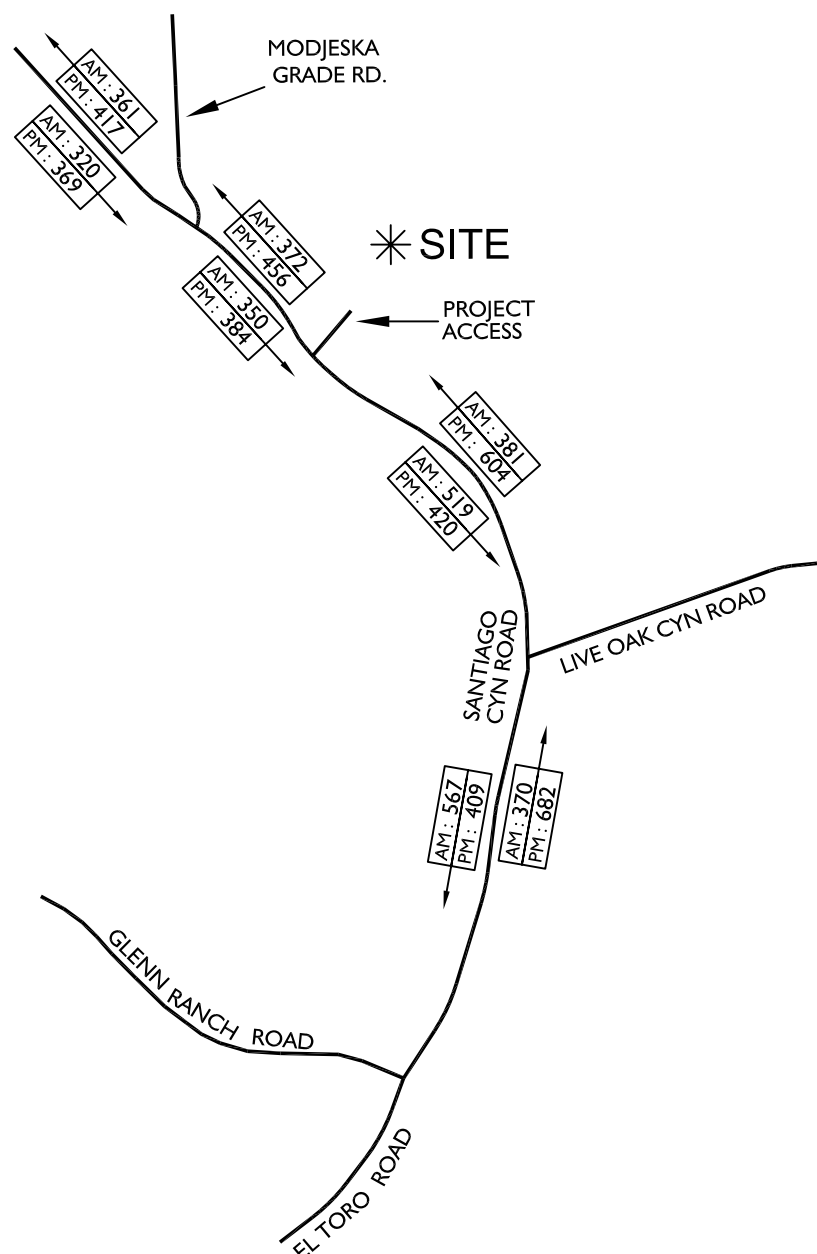 MODJESKA
GRADE RD.
AM : 361
PM : 417
AM : 320
PM : 369
AM : 372
PM : 456
SITE
AM : 350
PM : 384
PROJECT
ACCESS
AM : 381
PM : 604
AM : 519
PM : 420
SANTIAGO
CYN ROAD
LIVE OAK CYN ROAD
AM : 567
PM : 409
AM : 370
PM : 682
GLENN RANCH ROAD
EL TORO ROAD